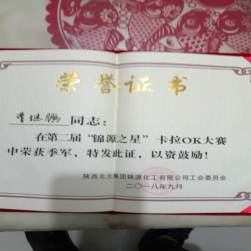 荣誉证书
曹继鹏 同志：
在第二届“锦源之星”卡拉OK大赛
中荣获季军，特发此证，以资鼓励！
陕西北元集团锦源化工有限公司工会委员会
二〇一八年九月